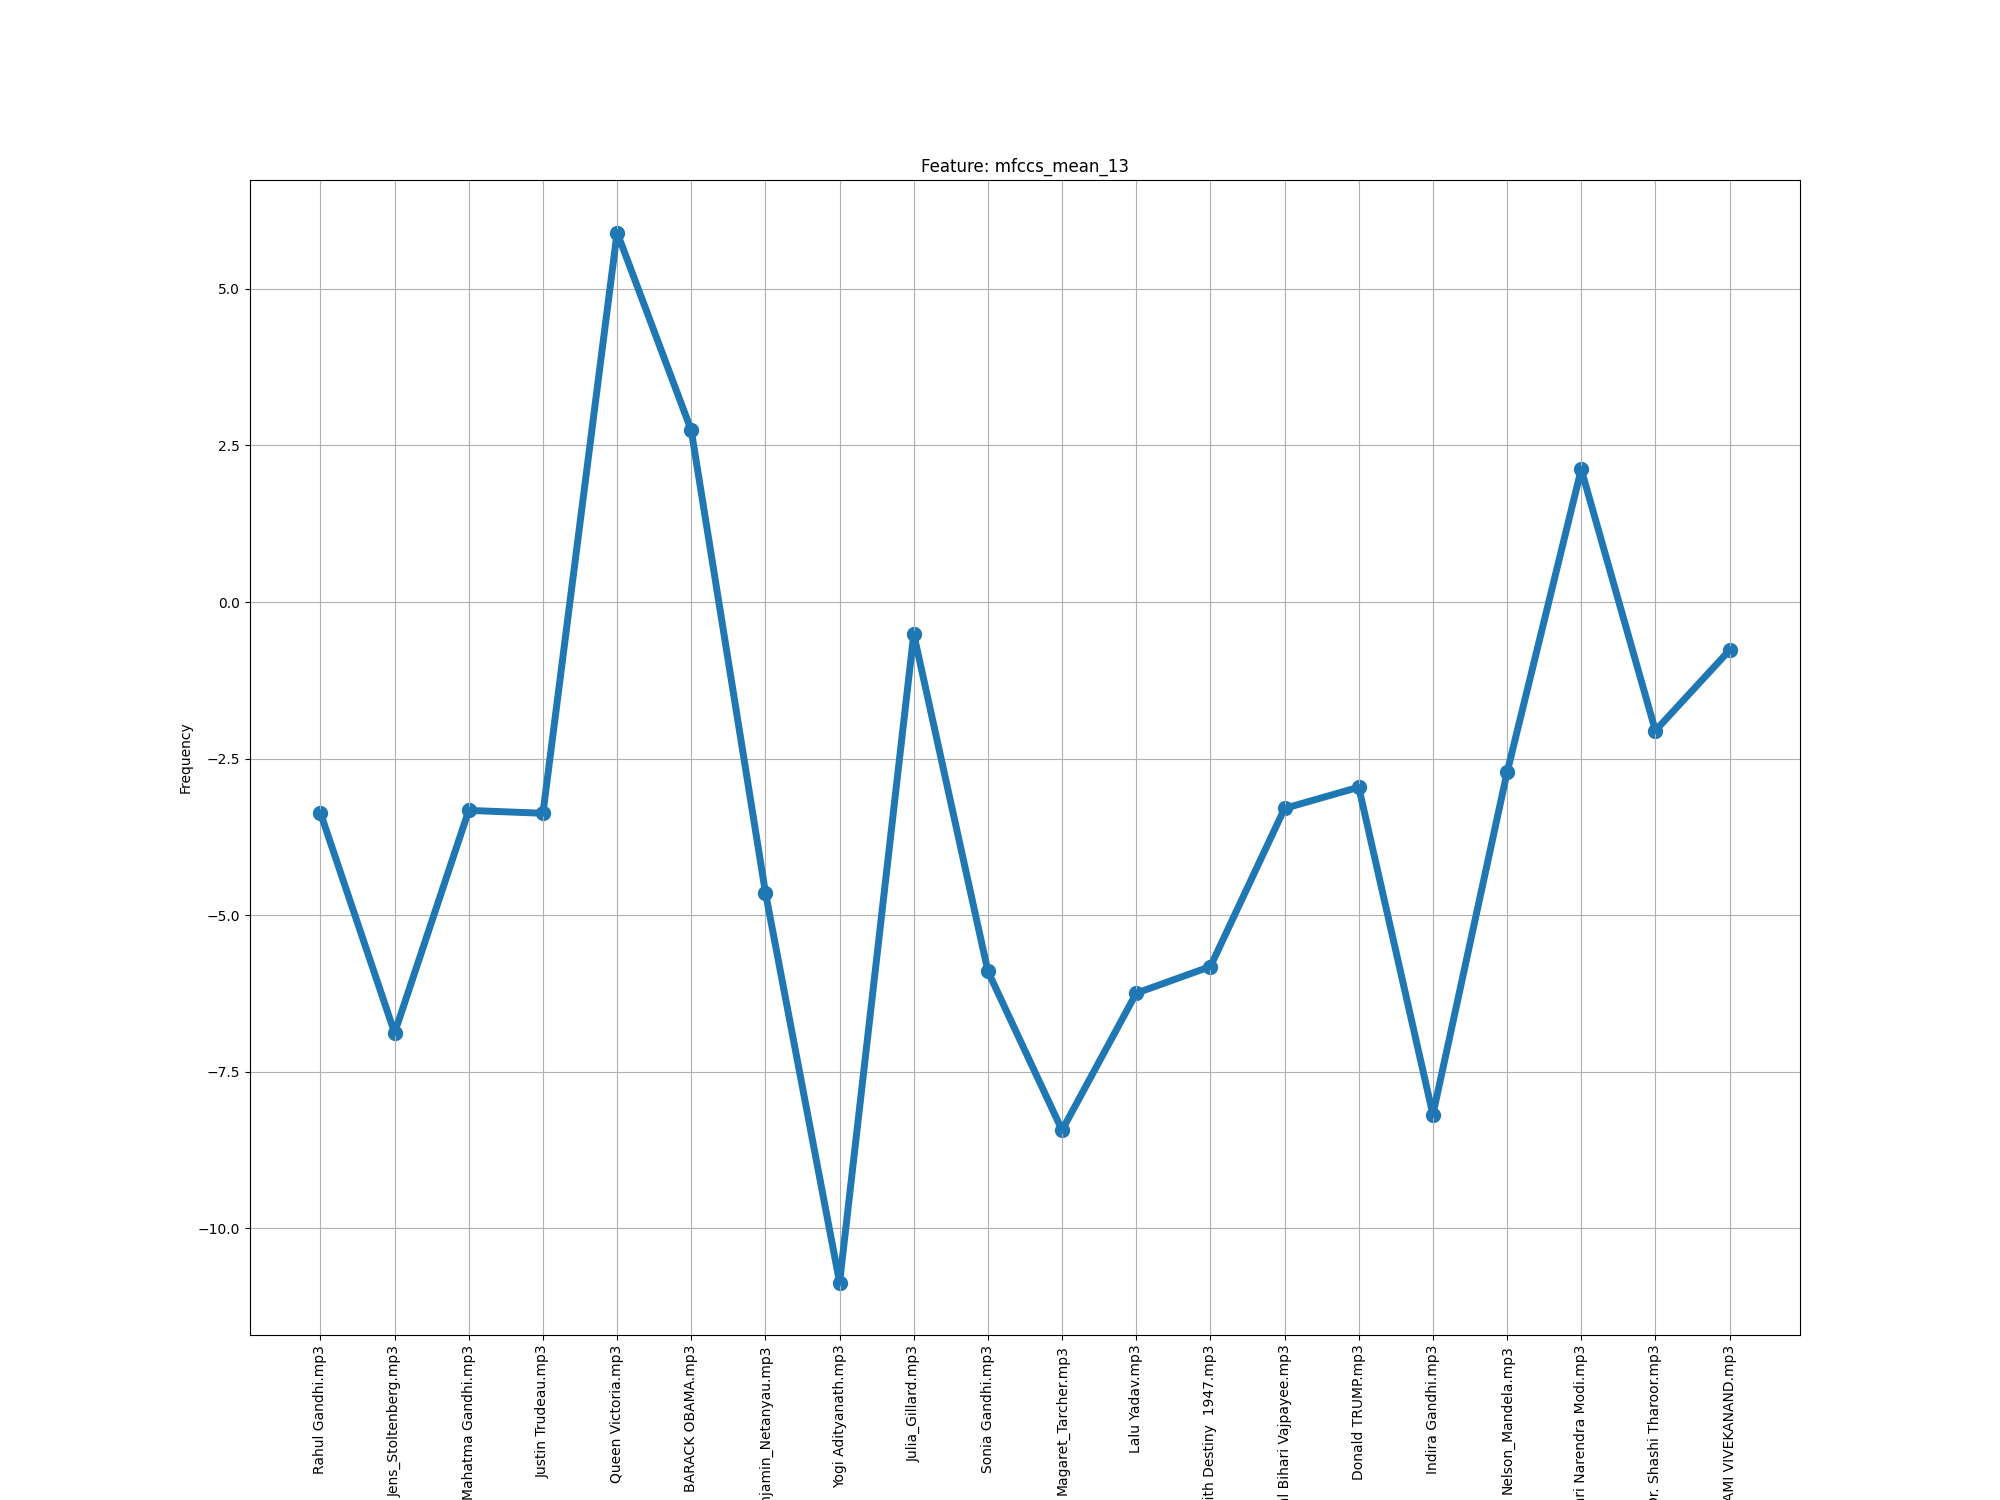 Feature: mfccs_mean_13
5.0
2.5
0.0
−2.5
−5.0
−7.5
−10.0
Frequency
Rahul Gandhi.mp3
Jens_Stoltenberg.mp3
Mahatma Gandhi.mp3
Justin Trudeau.mp3
Queen Victoria.mp3
BARACK OBAMA.mp3
njamin_Netanyau.mp3
Yogi Adityanath.mp3
Julia_Gillard.mp3
Sonia Gandhi.mp3
Magaret_Tarcher.mp3
Lalu Yadav.mp3
ith Destiny  1947.mp3
al Bihari Vajpayee.mp3
Donald TRUMP.mp3
Indira Gandhi.mp3
Nelson_Mandela.mp3
ri Narendra Modi.mp3
Dr. Shashi Tharoor.mp3
AMI VIVEKANAND.mp3